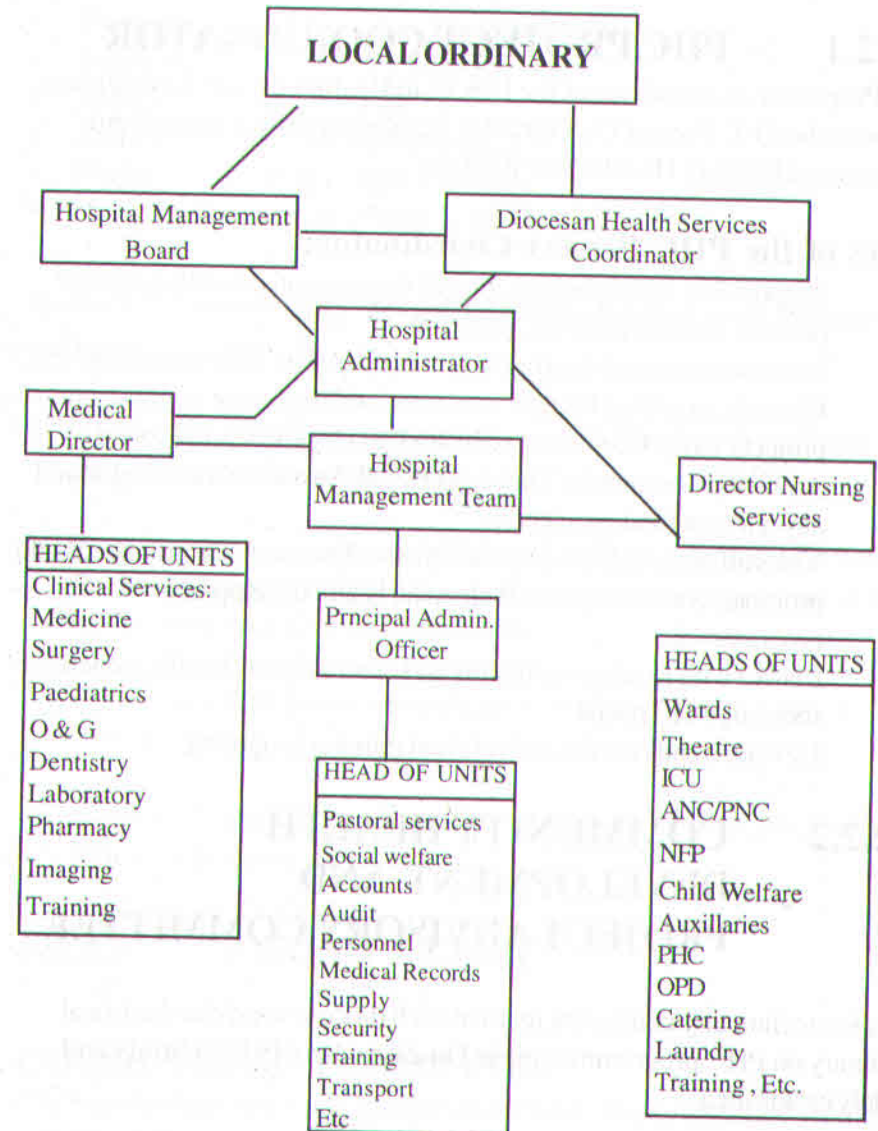 LOCAL ORDINARY
Hospital Management
Board
Diocesan Health Services
Coordinator
Hospital
Administrator
Medical
Director
Hospital
Management Team
Director Nursing
Services
HEADS OF UNITS
Clinical Services:
Medicine
Surgery
Paediatrics
O & G
Dentistry
Laboratory
Pharmacy
Imaging
Training
Prncipal Admin.
Officer
HEAD OF UNITS
Pastoral services
Social welfare
Accounts
Audit
Personnel
Medical Records
Supply
Security
Training
Transport
Etc
HEADS OF UNITS
Wards
Theatre
ICU
ANC/PNC
NFP
Child Welfare
Auxillaries
PHC
OPD
Catering
Laundry
Training , Etc.